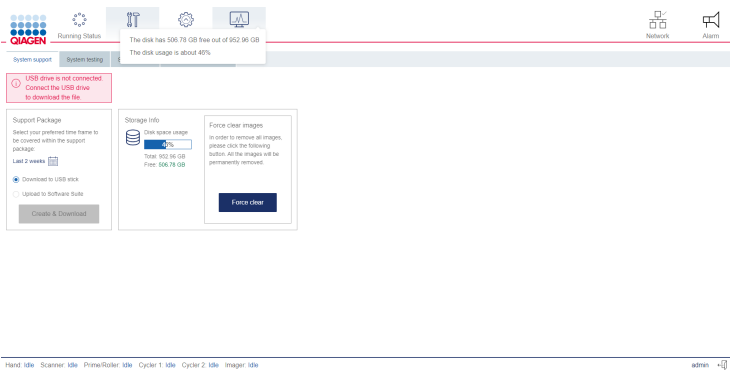 QIAGEN
Running Status
The disk has 506.78 GB free out of 952.96 GB
The disk usage is about 46%
Network
Alarm
System support
System testing
USB drive is not connected.
Connect the USB drive
to download the file.
Support Package
Select your preferred time frame to
be covered within the support
package:
Last 2 weeks
Download to USB stick
Upload to Software Suite
Create & Download
Storage Info
Disk space usage
46%
Total: 952.96 GB
Free: 506.78 GB
Force clear images
In order to remove all images,
please click the following
button. All the images will be
permanently removed.
Force clear
Hand: Idle Scanner: Idle Prime/Roller: Idle Cycler 1: Idle Cycler 2: Idle Imager: Idle
admin